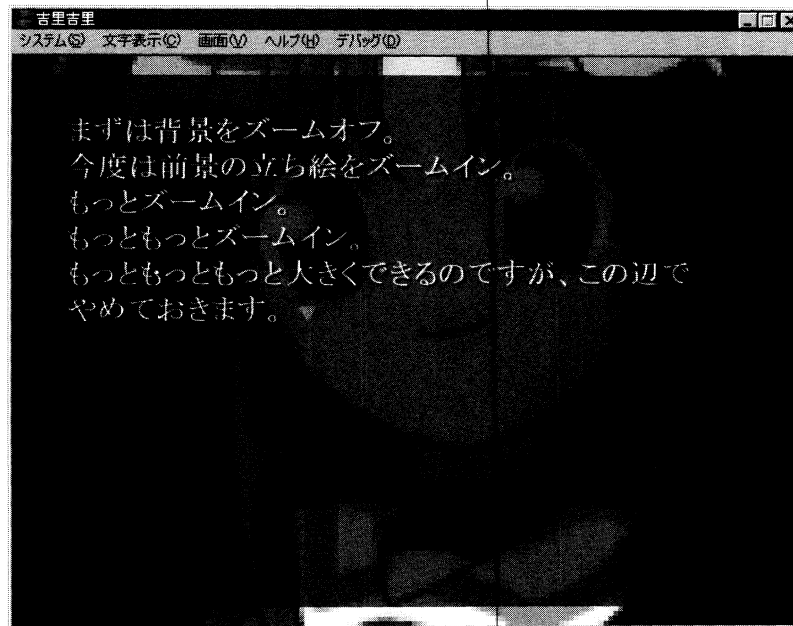 吉里吉里
システム(S) 文字表示(C) 画面(V) ヘルプ(H) デバッグ(D)
まずは背景をズームオフ。
今度は前景の立ち絵をズームイン。
もっとズームイン。
もっともっとズームイン。
もっともっともっと大きくできるのですが、この辺で
やめておきます。